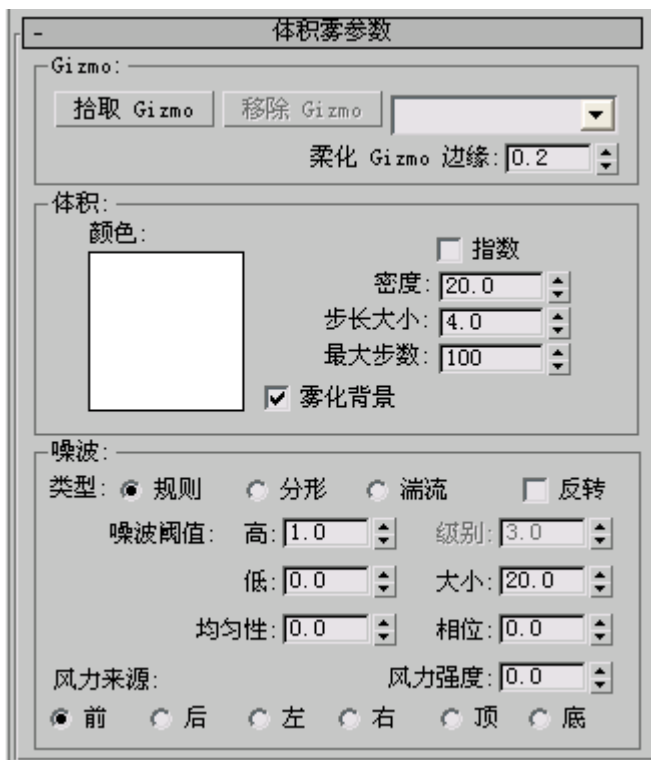 - 体积雾参数
Gizmo:
拾取 Gizmo 移除 Gizmo
柔化 Gizmo 边缘: 0.2
体积:
颜色:
指数
密度: 20.0
步长大小: 4.0
最大步数: 100
雾化背景
噪波:
类型: 规则 分形 湍流 反转
噪波阈值: 高: 1.0 级别: 3.0
低: 0.0 大小: 20.0
均匀性: 0.0 相位: 0.0
风力来源: 风力强度: 0.0
前 后 左 右 顶 底